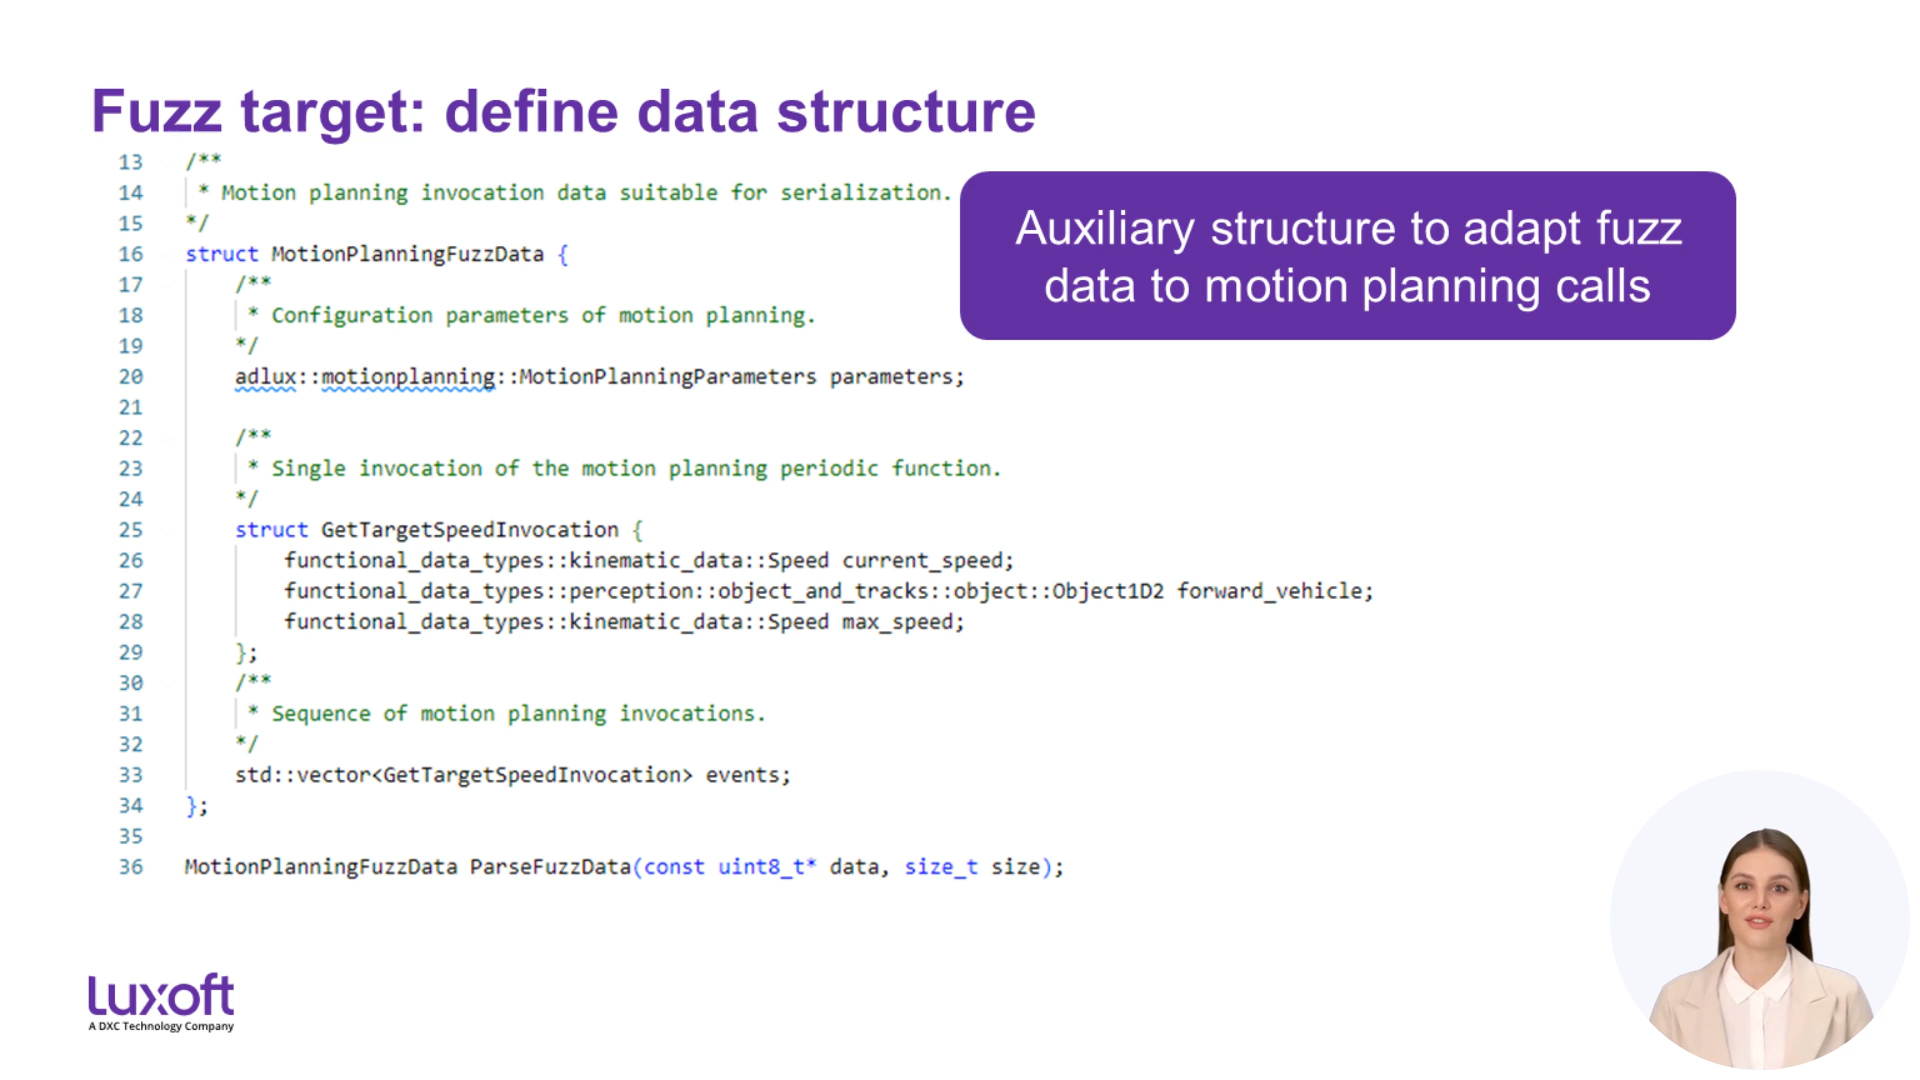 Fuzz target: define data structure
13 /**
14 * Motion planning invocation data suitable for serialization.
15 */
16 struct MotionPlanningFuzzData {
17 /**
18 * Configuration parameters of motion planning.
19 */
20 adlux::motionplanning::MotionPlanningParameters parameters;
21
22 /**
23 * Single invocation of the motion planning periodic function.
24 */
25 struct GetTargetSpeedInvocation {
26 functional_data_types::kinematic_data::Speed current_speed;
27 functional_data_types::perception::object_and_tracks::object::Object1D2 forward_vehicle;
28 functional_data_types::kinematic_data::Speed max_speed;
29 };
30 /**
31 * Sequence of motion planning invocations.
32 */
33 std::vector<GetTargetSpeedInvocation> events;
34 };
35
36 MotionPlanningFuzzData ParseFuzzData(const uint8_t* data, size_t size);
Auxiliary structure to adapt fuzz
data to motion planning calls
luxoft
A DXC Technology Company